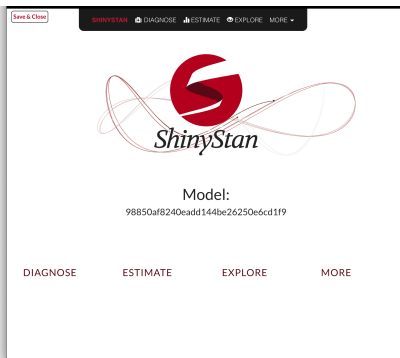 Save & Close
SHINYSTAN DIAGNOSE ESTIMATE EXPLORE MORE
ShinyStan
Model:
98850af8240eadd144be26250e6cd1f9
DIAGNOSE ESTIMATE EXPLORE MORE